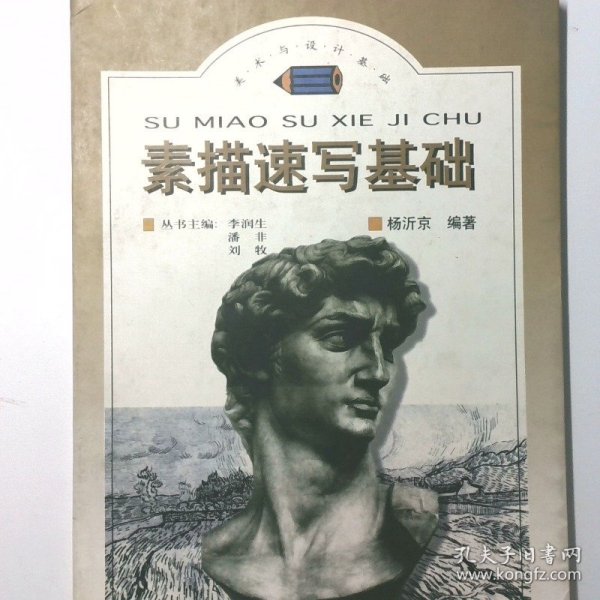 美·术·与·设·计·基·础
SU MIAO SU XIE JI CHU
素描速写基础
丛书主编：李润生
潘 非
刘 牧
杨沂京 编著
孔夫子旧书网
www.kongfz.com